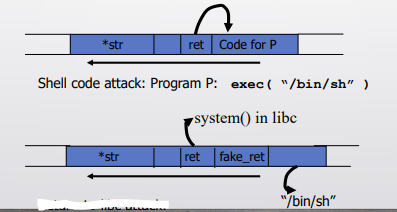 *str ret Code for P
Shell code attack: Program P: exec( “/bin/sh” )
system() in libc
*str ret fake_ret
“/bin/sh”